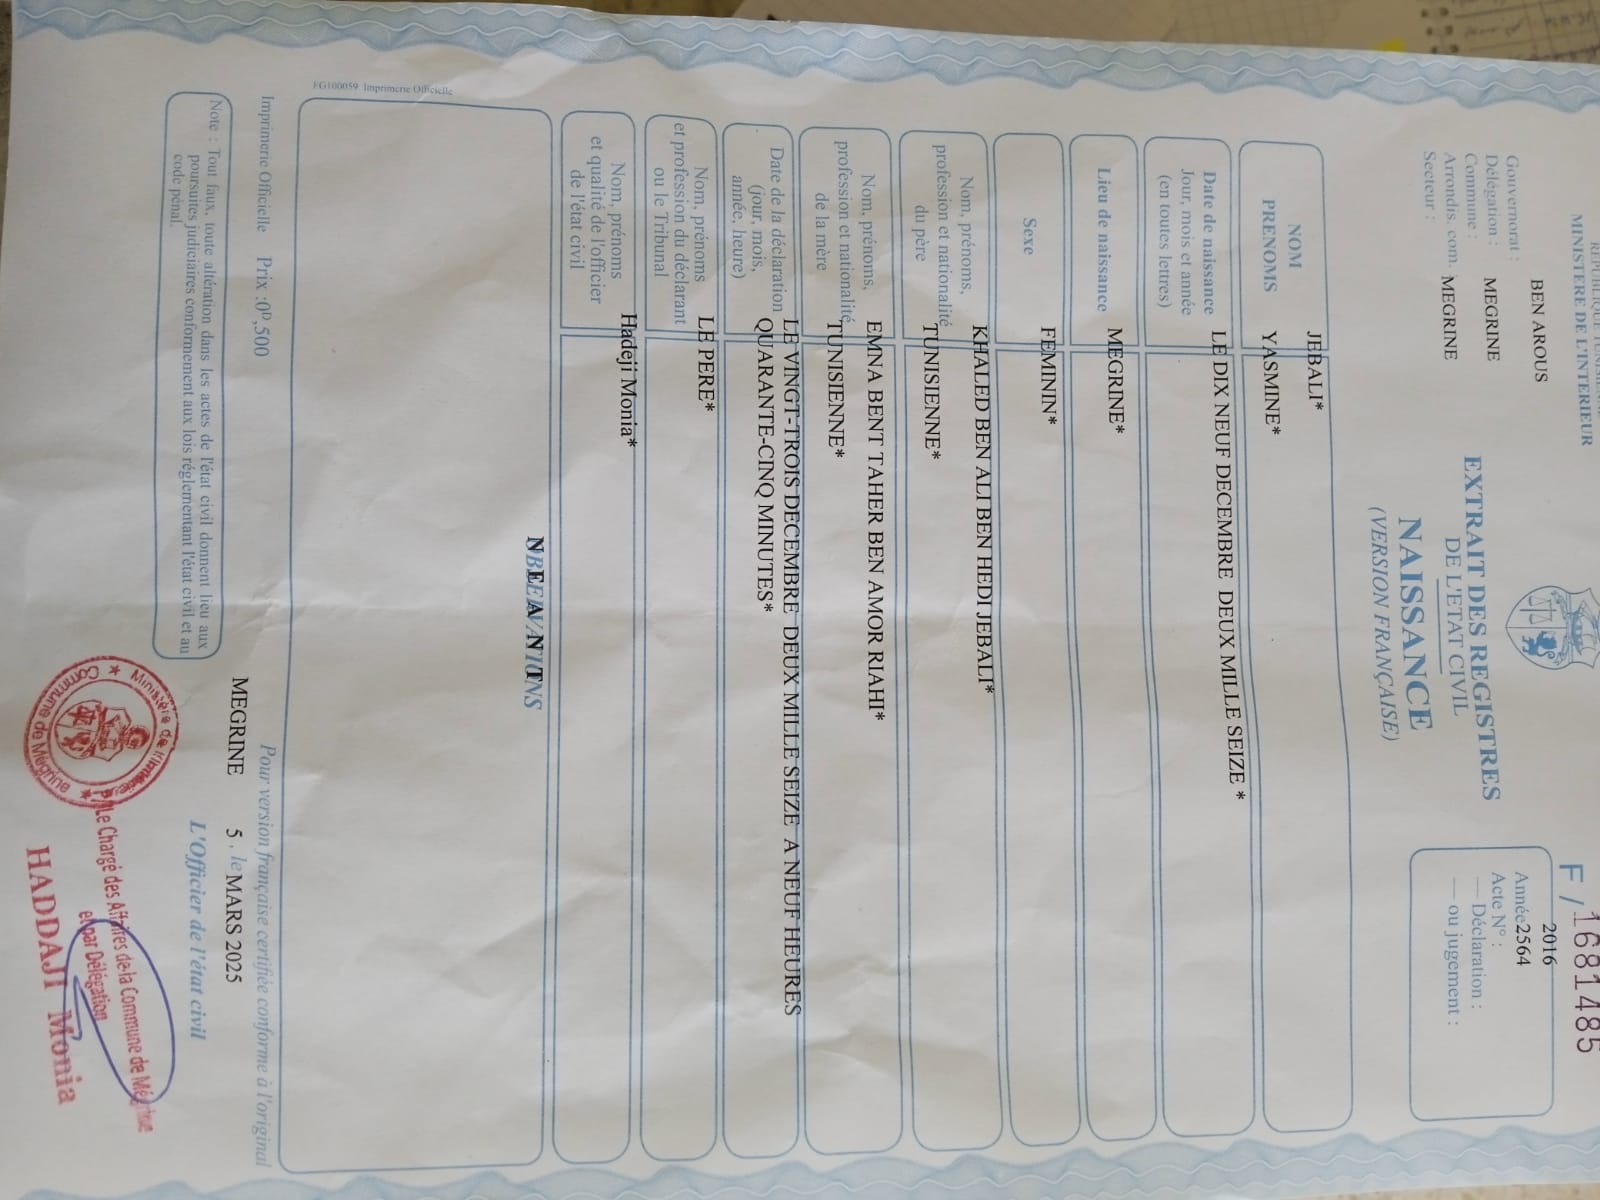 REPUBLIQUE TUNISIENNE
MINISTERE DE L'INTERIEUR
Gouvernorat : BEN AROUS
Délégation : MEGRINE
Commune :
Arrondis. com. MEGRINE
Secteur :
EXTRAIT DES REGISTRES
DE L'ETAT CIVIL
NAISSANCE
(VERSION FRANÇAISE)
F / 1681485
2016
Année 2564
Acte N° :
— Déclaration :
— ou jugement :
NOM JEBALI*
PRENOMS YASMINE*
Date de naissance
Jour, mois et année
(en toutes lettres)
LE DIX NEUF DECEMBRE DEUX MILLE SEIZE *
Lieu de naissance MEGRINE*
Sexe FEMININ*
Nom, prénoms,
profession et nationalité
du père
KHALED BEN ALI BEN HEDI JEBALI*
TUNISIENNE*
Nom, prénoms,
profession et nationalité
de la mère
EMNA BENT TAHER BEN AMOR RIAHI*
TUNISIENNE*
Date de la déclaration
(jour, mois,
année, heure)
LE VINGT-TROIS DECEMBRE DEUX MILLE SEIZE A NEUF HEURES
QUARANTE-CINQ MINUTES*
Nom, prénoms
et profession du déclarant
ou le Tribunal
LE PERE*
Nom, prénoms
et qualité de l'officier
de l'état civil
Hadeji Monia*
NEANT
FG100059 Imprimerie Officielle
Pour version française certifiée conforme à l'original
Imprimerie Officielle Prix :0D,500
MEGRINE 5 , le MARS 2025
L'Officier de l'état civil
Note : Tout faux, toute altération dans les actes de l'état civil donnent lieu aux
poursuites judiciaires conformement aux lois réglementant l'état civil et au
code pénal.
Ministère de l'Intérieur
Commune de Mégrine
Le Chargé des Affaires de la Commune de Mégrine
et par Délégation
HADDAJI Monia